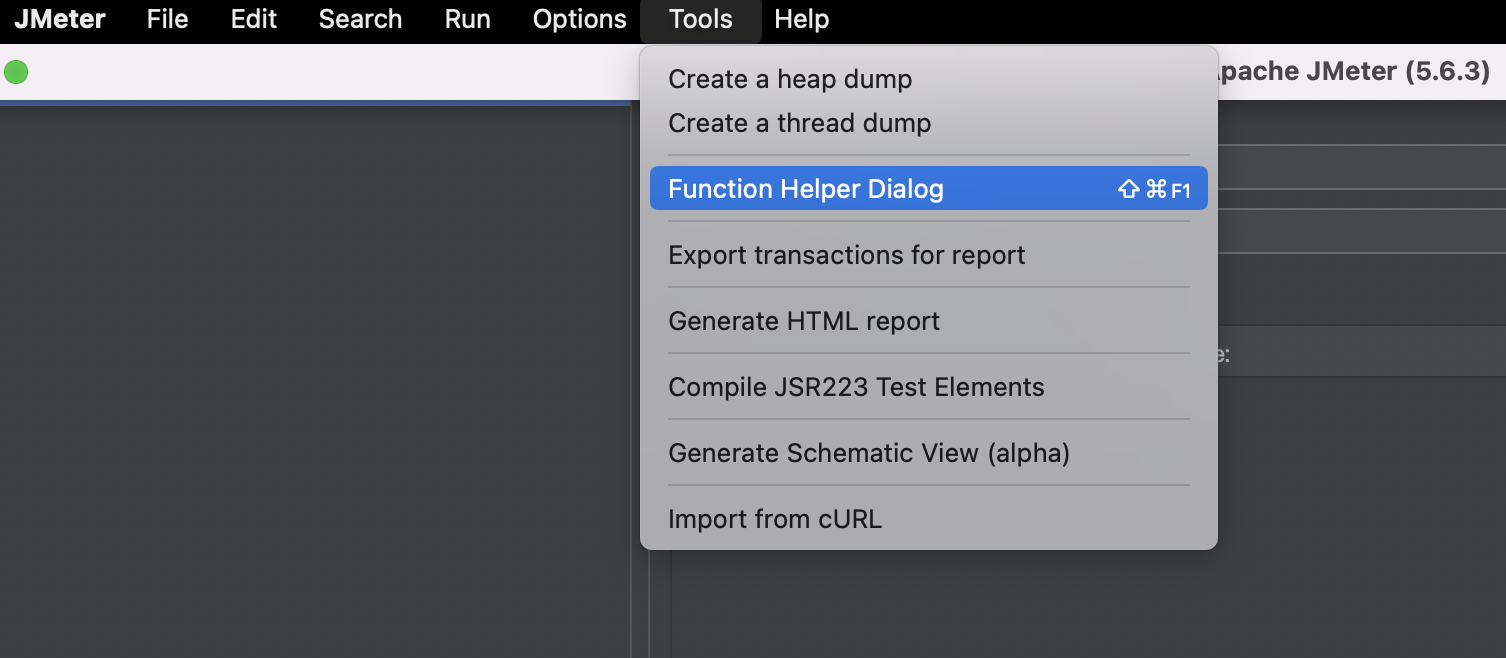 JMeter File Edit Search Run Options Tools Help
Apache JMeter (5.6.3)
Create a heap dump
Create a thread dump
Function Helper Dialog ⇧⌘F1
Export transactions for report
Generate HTML report
e:
Compile JSR223 Test Elements
Generate Schematic View (alpha)
Import from cURL